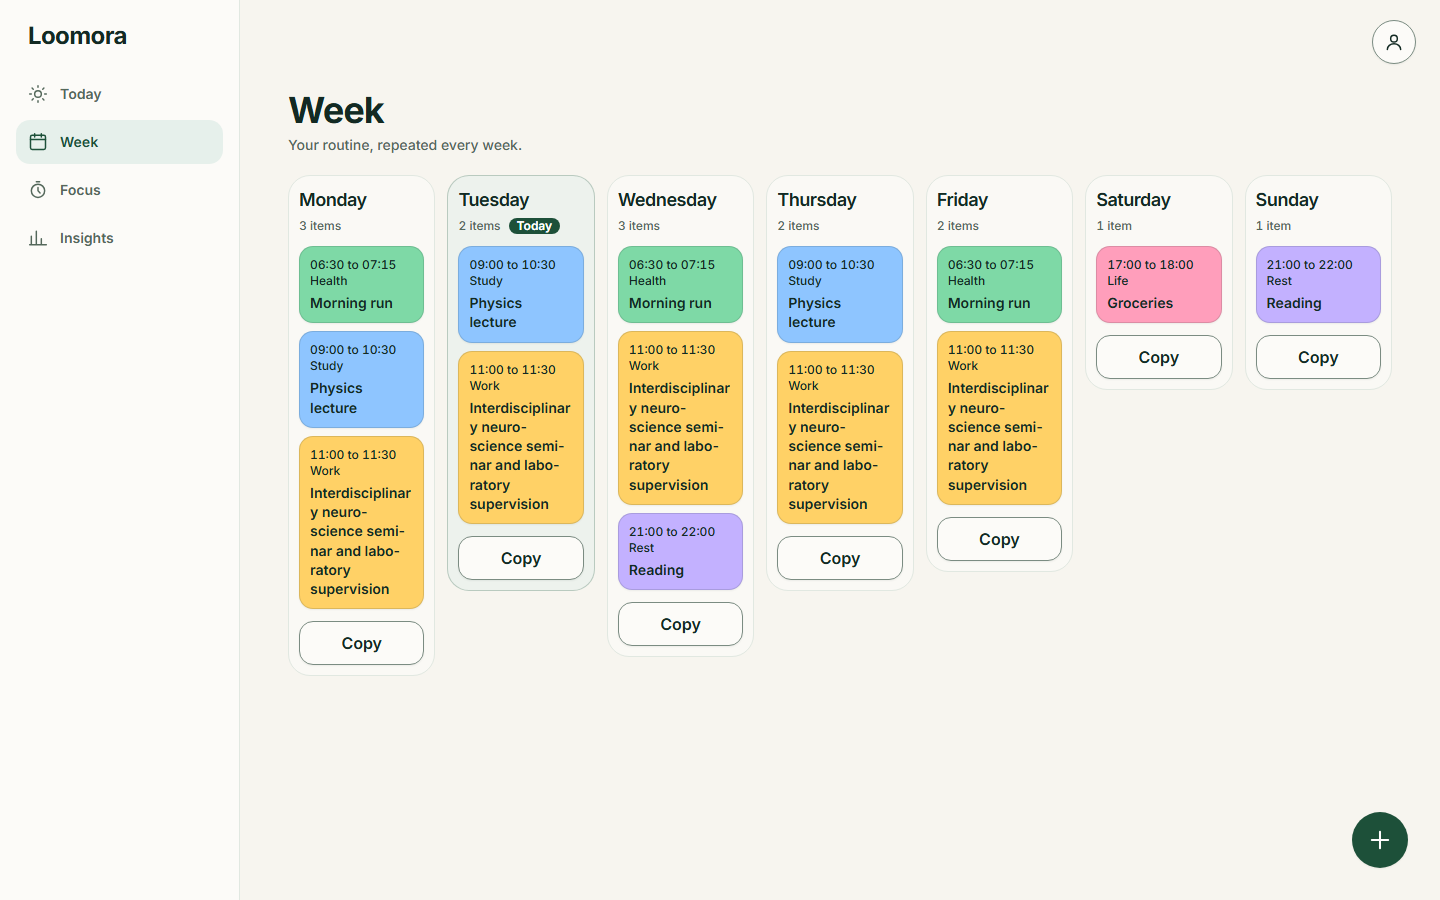 Loomora
Today
Week
Focus
Insights
Week
Your routine, repeated every week.
Monday
3 items
06:30 to 07:15
Health
Morning run
09:00 to 10:30
Study
Physics
lecture
11:00 to 11:30
Work
Interdisciplinar
y neuro-
science semi-
nar and labo-
ratory
supervision
Copy
Tuesday
2 items Today
09:00 to 10:30
Study
Physics
lecture
11:00 to 11:30
Work
Interdisciplinar
y neuro-
science semi-
nar and labo-
ratory
supervision
Copy
Wednesday
3 items
06:30 to 07:15
Health
Morning run
11:00 to 11:30
Work
Interdisciplinar
y neuro-
science semi-
nar and labo-
ratory
supervision
21:00 to 22:00
Rest
Reading
Copy
Thursday
2 items
09:00 to 10:30
Study
Physics
lecture
11:00 to 11:30
Work
Interdisciplinar
y neuro-
science semi-
nar and labo-
ratory
supervision
Copy
Friday
2 items
06:30 to 07:15
Health
Morning run
11:00 to 11:30
Work
Interdisciplinar
y neuro-
science semi-
nar and labo-
ratory
supervision
Copy
Saturday
1 item
17:00 to 18:00
Life
Groceries
Copy
Sunday
1 item
21:00 to 22:00
Rest
Reading
Copy